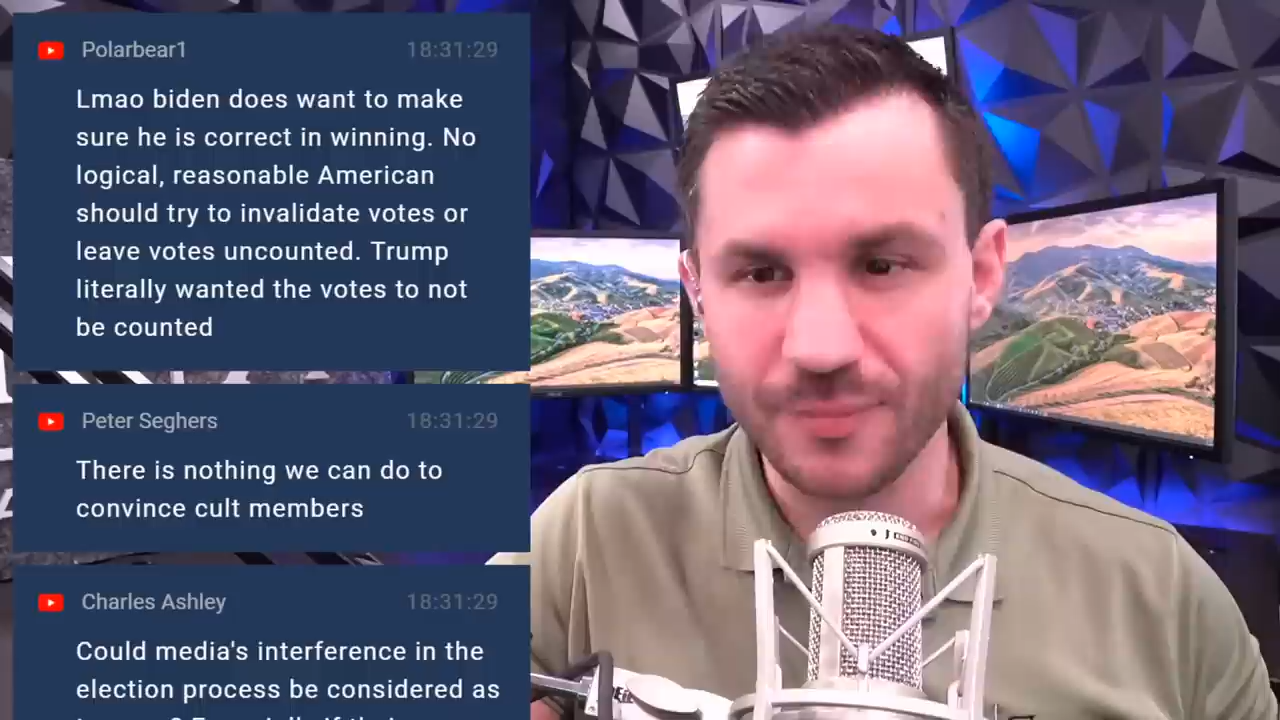 Polarbear1 18:31:29
Lmao biden does want to make
sure he is correct in winning. No
logical, reasonable American
should try to invalidate votes or
leave votes uncounted. Trump
literally wanted the votes to not
be counted
Peter Seghers 18:31:29
There is nothing we can do to
convince cult members
Charles Ashley 18:31:29
Could media's interference in the
election process be considered as